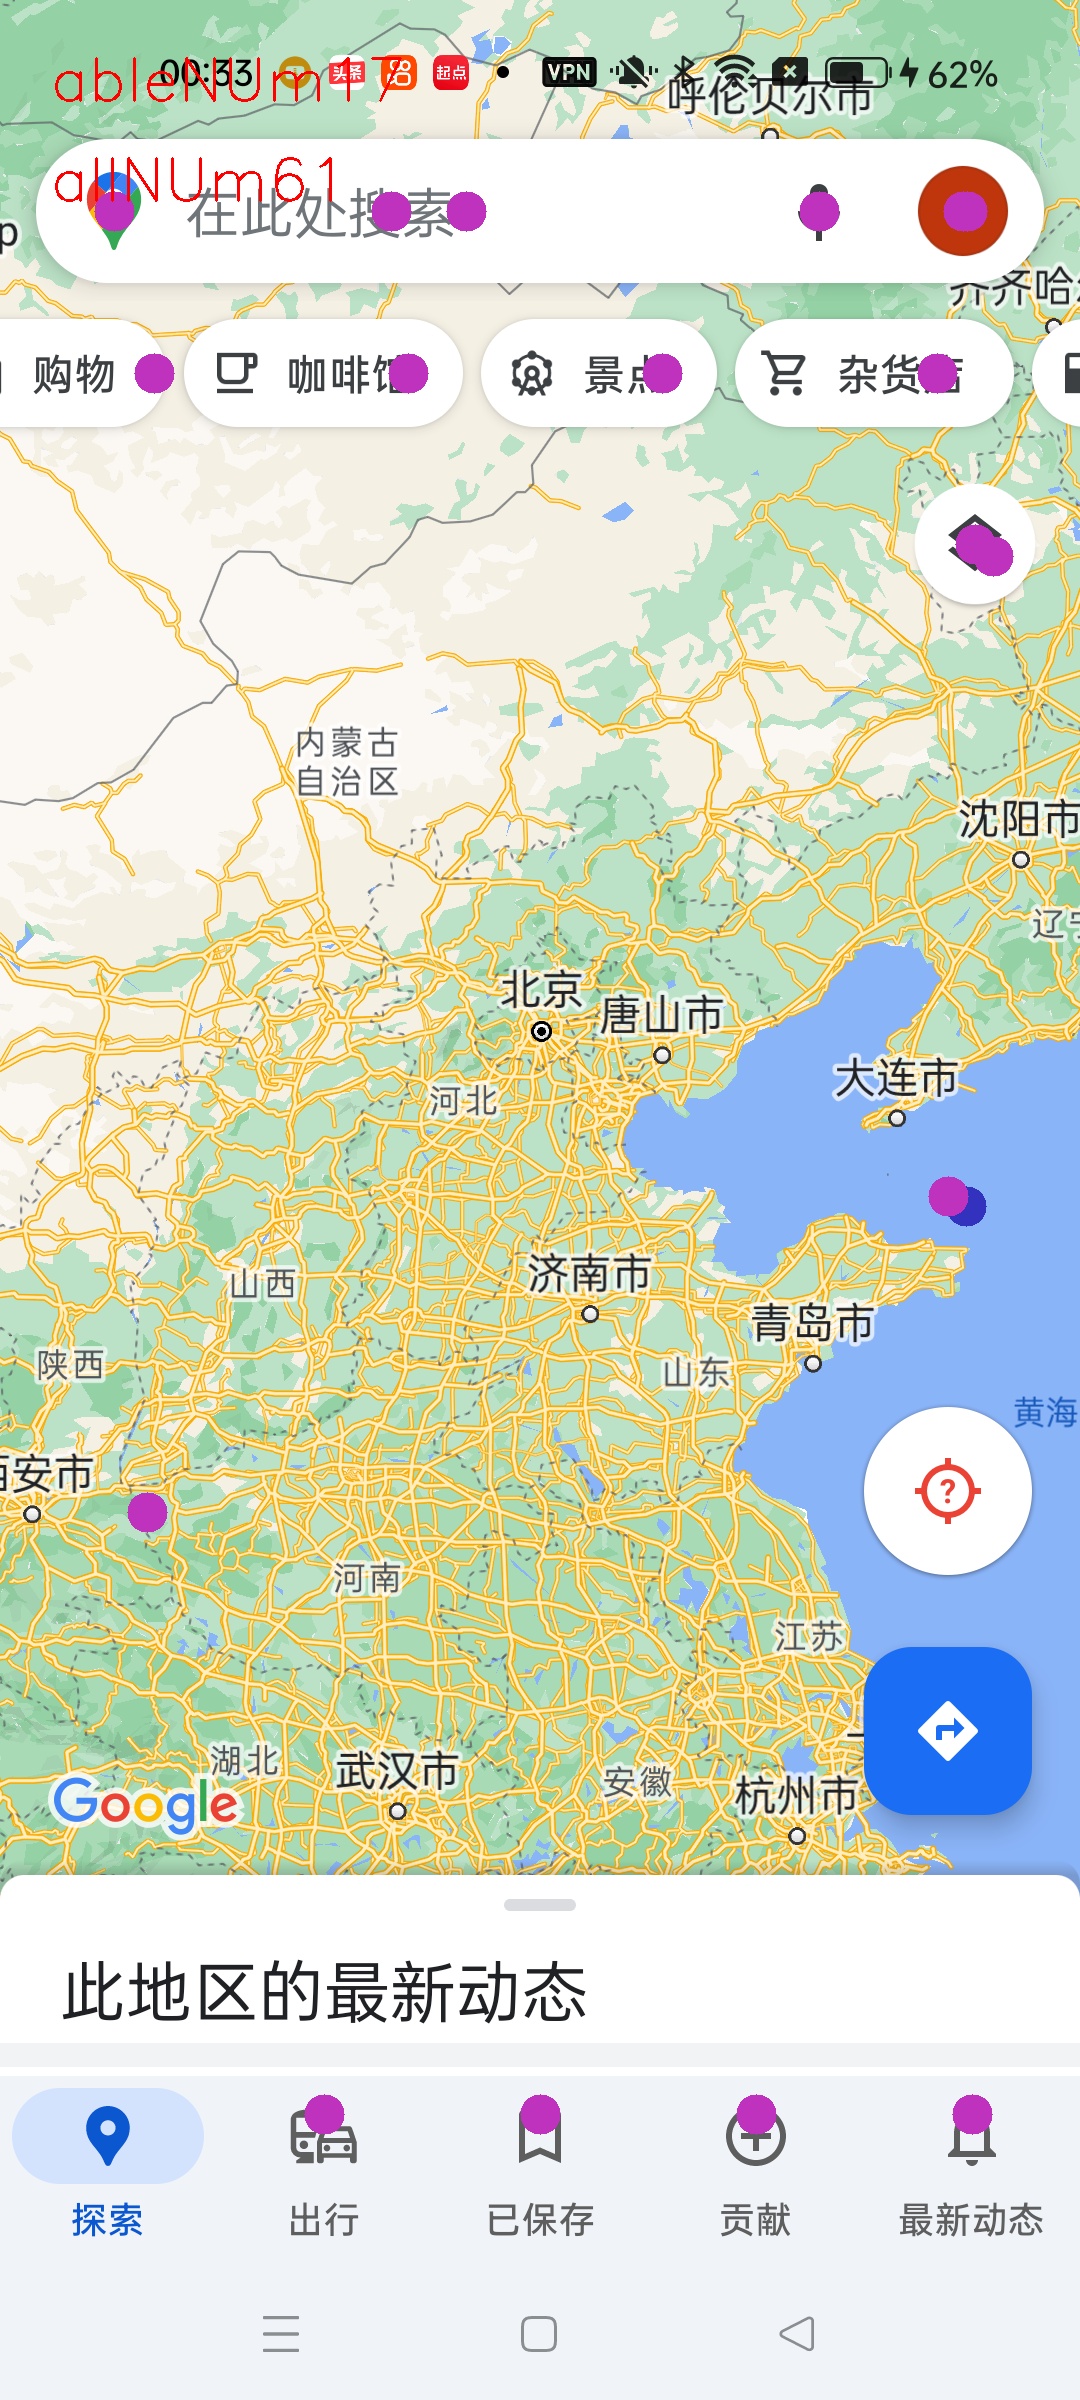 ableNUm17
00:33
头条
起点
VPN
62%
呼伦贝尔市
allNUm61
在此处搜索
p
购物
咖啡馆
景点
杂货店
内蒙古
自治区
沈阳市
北京
唐山市
河北
大连市
济南市
山西
青岛市
陕西
山东
黄海
安市
河南
江苏
湖北
武汉市
安徽
杭州市
Google
此地区的最新动态
探索
出行
已保存
贡献
最新动态